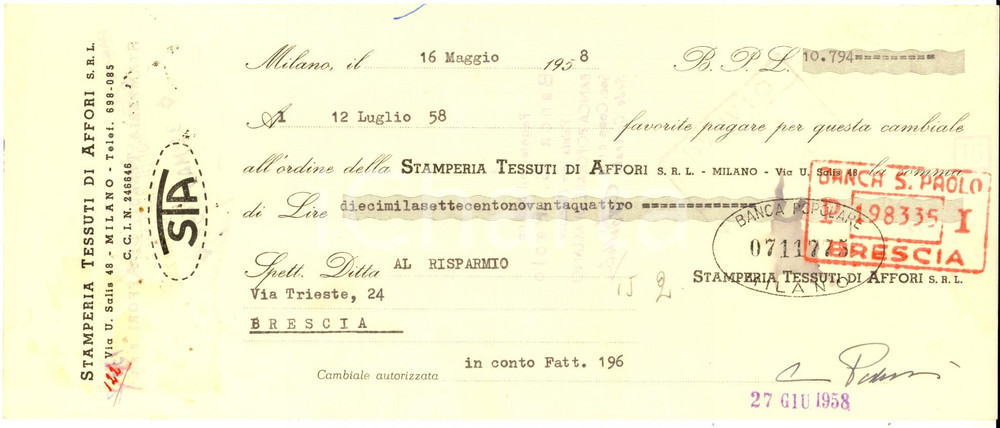 STAMPERIA TESSUTI DI AFFORI S.R.L.
Via U. Salis 48 - MILANO - Telef. 698-085
C.C.I.N. 246646
STA
Milano, il 16 Maggio 1958 B.P.L. 10.794=
Al 12 Luglio 58 favorite pagare per questa cambiale
all'ordine della STAMPERIA TESSUTI DI AFFORI S.R.L. - MILANO - Via U. Salis 48 la somma
di Lire diecimilasettecentonovantaquattro
BANCA S. PAOLO
198335 I
BRESCIA
BANCA POPOLARE
MILANO
Spett. Ditta AL RISPARMIO
Via Trieste, 24
BRESCIA
STAMPERIA TESSUTI DI AFFORI S.R.L.
in conto Fatt. 196
Cambiale autorizzata
27 GIU 1958